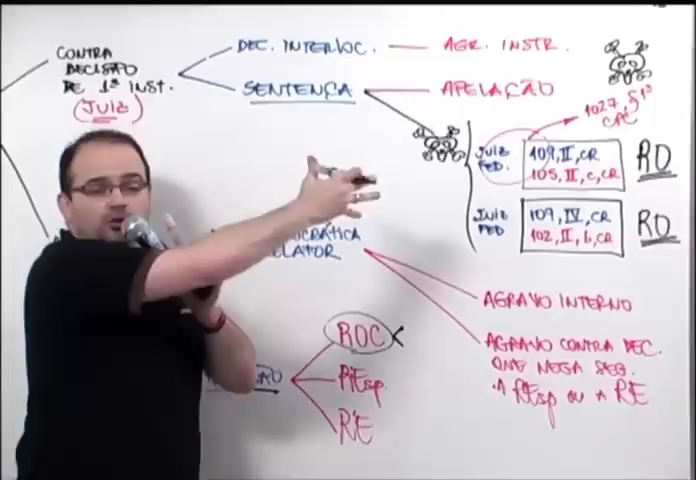 CONTRA
DECISÃO
DE 1ª INST.
(JUIZ)
DEC. INTERLOC. — AGR. INSTR.
SENTENÇA
APELAÇÃO
1027, §1º
CPC
JUIZ
FED.
109, II, CR
105, II, c, CR
RO
JUIZ
FED
109, IV, CR
102, II, b, CR
RO
CRÁTICA
LATOR
AGRAVO INTERNO
AGRAVO CONTRA DEC.
QUE NEGA SEG.
A REsp OU A RE
ROC
REsp.
RE